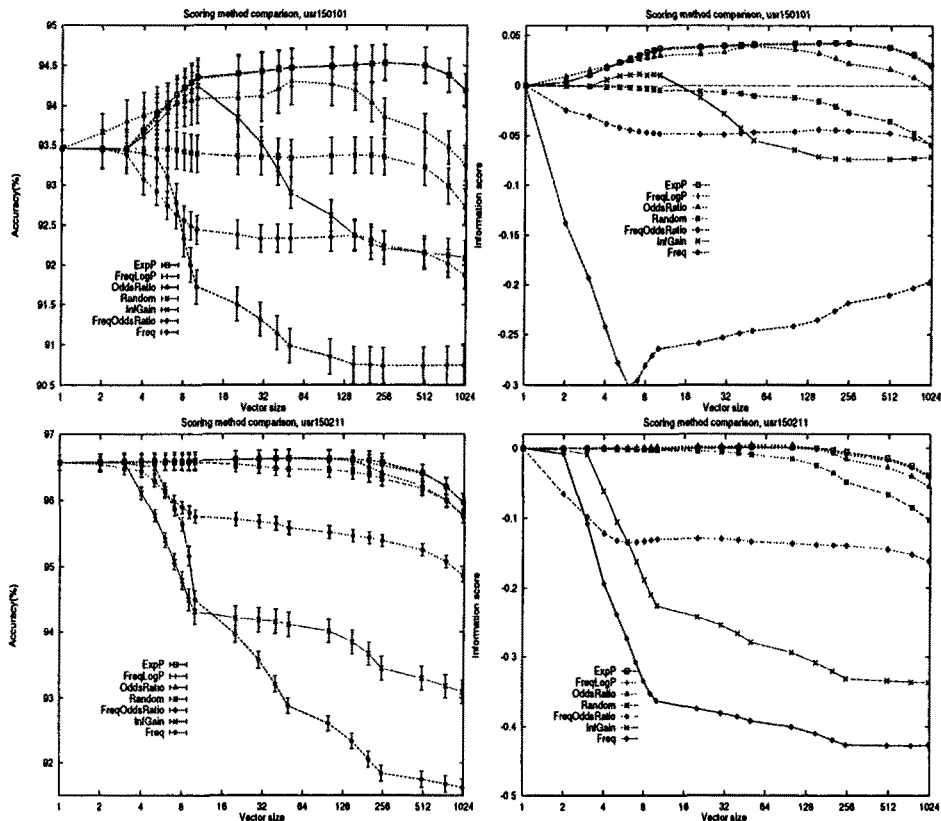 Scoring method comparison, usr150101
Accuracy(%)
95
94.5
94
93.5
93
92.5
92
91.5
91
90.5
ExpP
FreqLogP
OddsRatio
Random
InfGain
FreqOddsRatio
Freq
1 2 4 8 16 32 64 128 256 512 1024
Vector size
Scoring method comparison, usr150101
Information score
0.05
0
-0.05
-0.1
-0.15
-0.2
-0.25
-0.3
ExpP
FreqLogP
OddsRatio
Random
FreqOddsRatio
InfGain
Freq
1 2 4 8 16 32 64 128 256 512 1024
Vector size
Scoring method comparison, usr150211
Accuracy(%)
97
96
95
94
93
92
ExpP
FreqLogP
OddsRatio
Random
FreqOddsRatio
InfGain
Freq
1 2 4 8 16 32 64 128 256 512 1024
Vector size
Scoring method comparison, usr150211
Information score
0
-0.1
-0.2
-0.3
-0.4
-0.5
ExpP
FreqLogP
OddsRatio
Random
FreqOddsRatio
InfGain
Freq
1 2 4 8 16 32 64 128 256 512 1024
Vector size